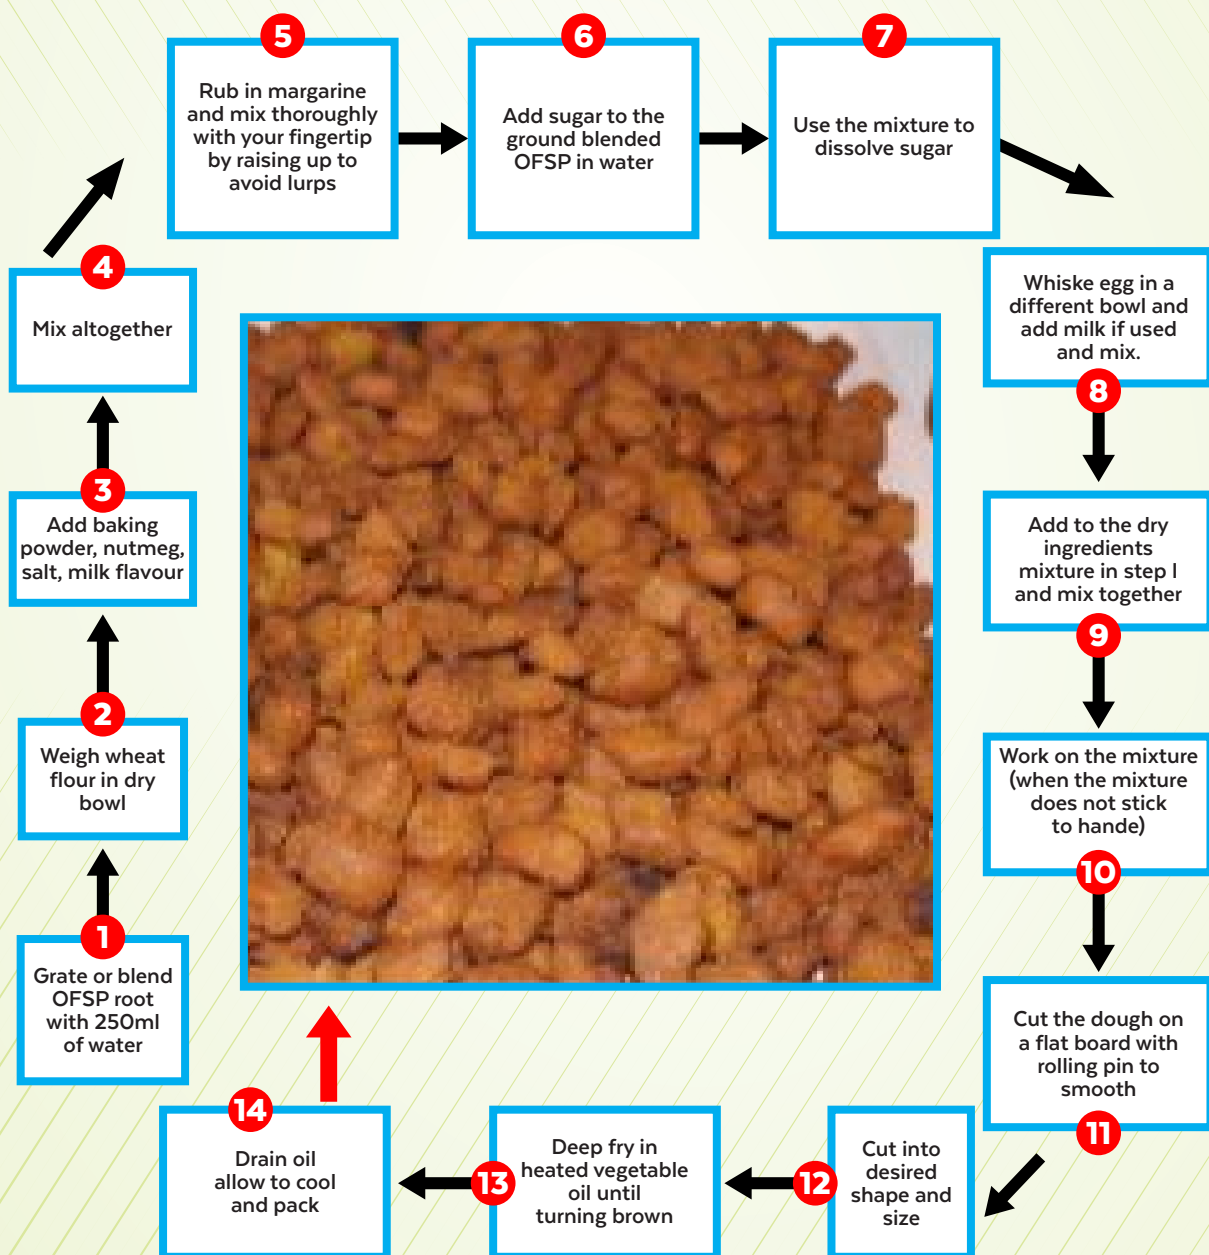 1
Grate or blend
OFSP root
with 250ml
of water
2
Weigh wheat
flour in dry
bowl
3
Add baking
powder, nutmeg,
salt, milk flavour
4
Mix altogether
5
Rub in margarine
and mix thoroughly
with your fingertip
by raising up to
avoid lurps
6
Add sugar to the
ground blended
OFSP in water
7
Use the mixture to
dissolve sugar
Whiske egg in a
different bowl and
add milk if used
and mix.
8
Add to the dry
ingredients
mixture in step I
and mix together
9
Work on the mixture
(when the mixture
does not stick
to hande)
10
Cut the dough on
a flat board with
rolling pin to
smooth
11
Cut into
desired
shape and
size
12
Deep fry in
heated vegetable
oil until
turning brown
13
14
Drain oil
allow to cool
and pack